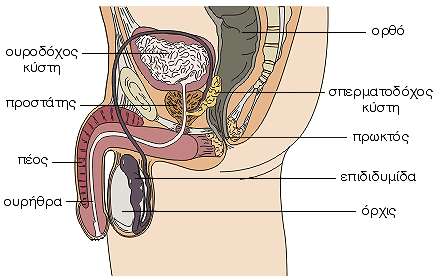 ουροδόχος
κύστη
προστάτης
πέος
ουρήθρα
ορθό
σπερματοδόχος
κύστη
πρωκτός
επιδιδυμίδα
όρχις